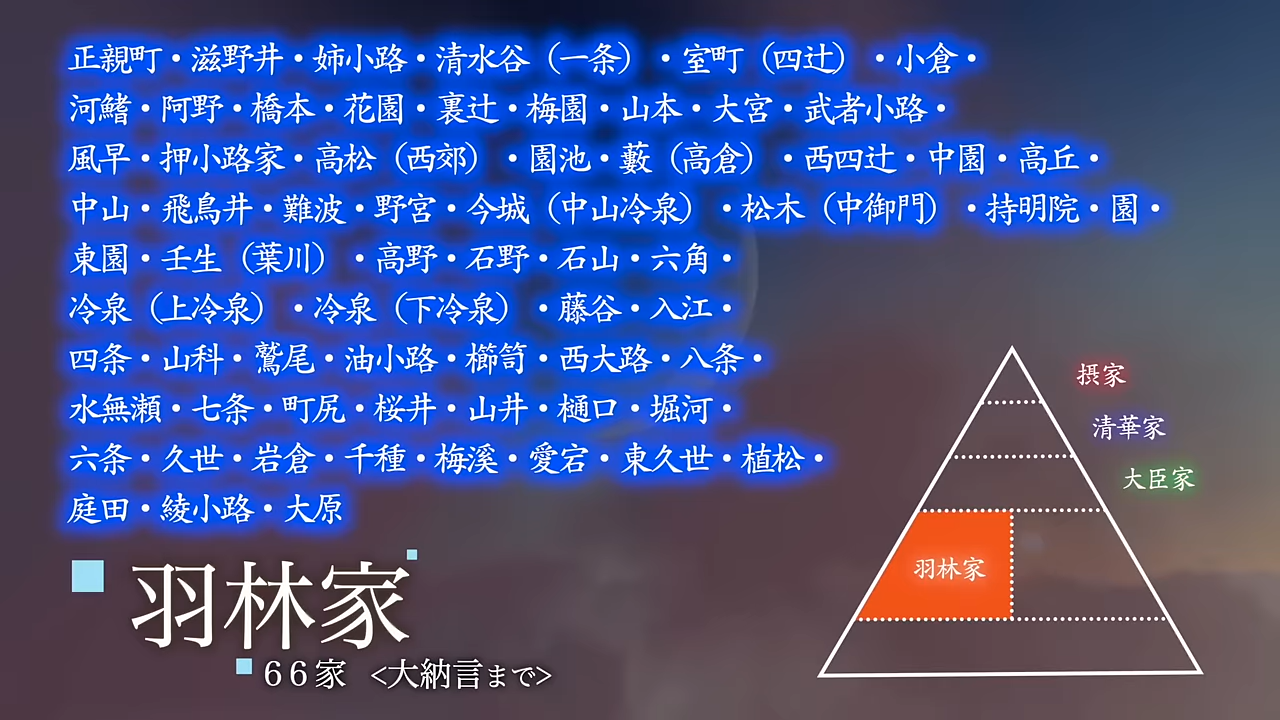 正親町・滋野井・姉小路・清水谷（一条）・室町（四辻）・小倉・
河鰭・阿野・橋本・花園・裏辻・梅園・山本・大宮・武者小路・
風早・押小路家・高松（西郊）・園池・藪（高倉）・西四辻・中園・高丘・
中山・飛鳥井・難波・野宮・今城（中山冷泉）・松木（中御門）・持明院・園・
東園・壬生（葉川）・高野・石野・石山・六角・
冷泉（上冷泉）・冷泉（下冷泉）・藤谷・入江・
四条・山科・鷲尾・油小路・櫛笥・西大路・八条・
水無瀬・七条・町尻・桜井・山井・樋口・堀河・
六条・久世・岩倉・千種・梅溪・愛宕・東久世・植松・
庭田・綾小路・大原
羽林家
66家 <大納言まで>
摂家
清華家
大臣家
羽林家